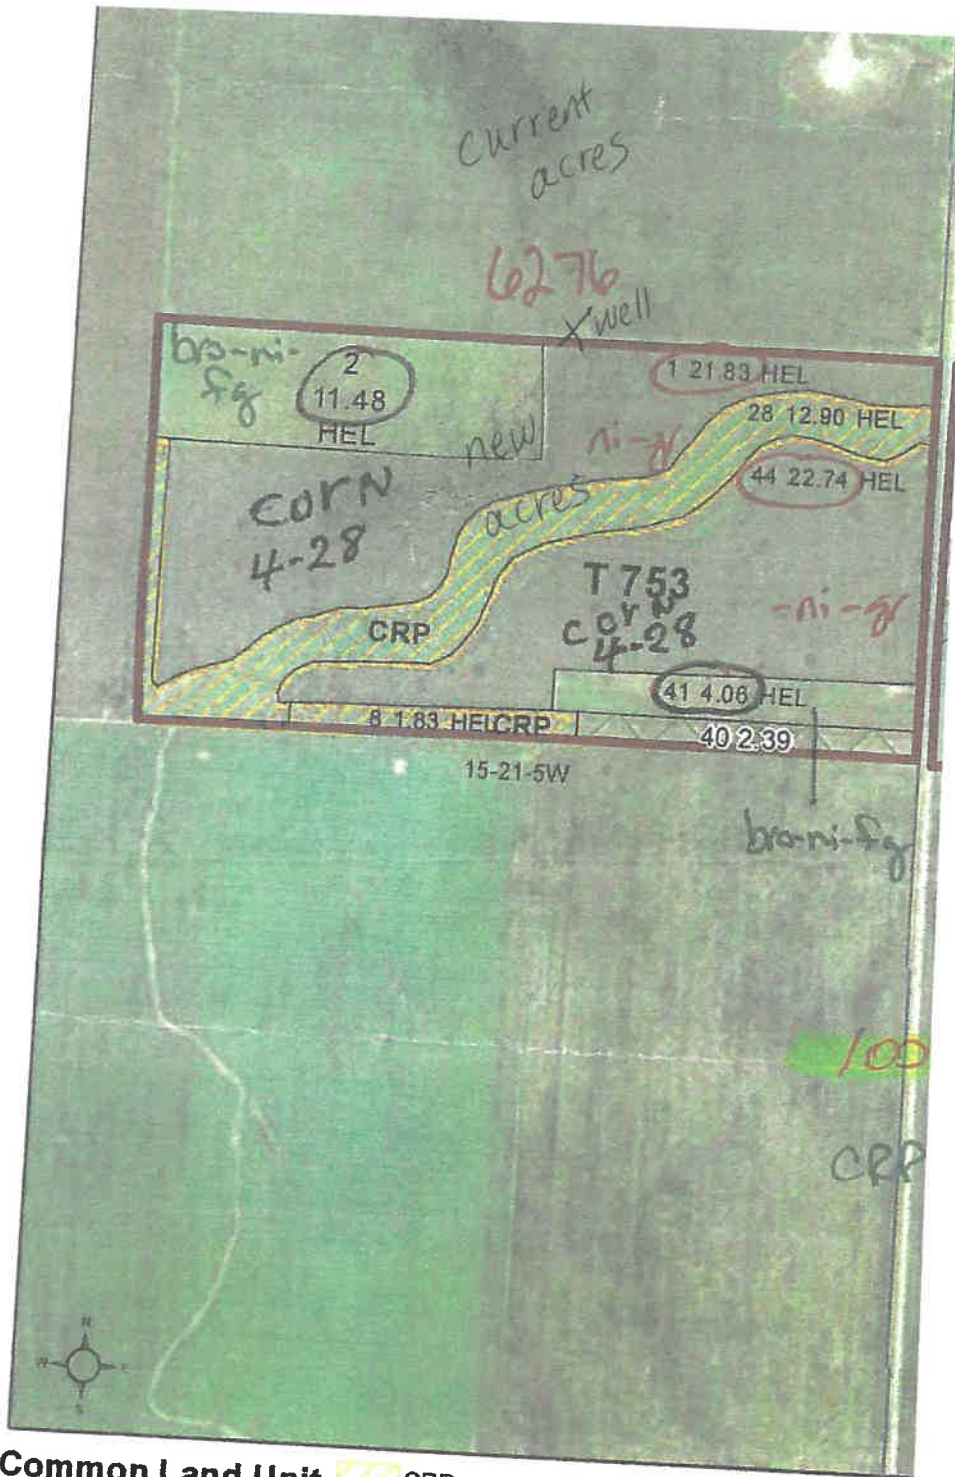 current
acres
6276
X well
bro-ni-
fg
2
11.48
HEL
1 21.83 HEL
28 12.90 HEL
new
ni-gr
44 22.74 HEL
acres
corN
4-28
T 753
corN
4-28
-ni-gr
CRP
41 4.06 HEL
8 1.83 HELCRP
40 2.39
15-21-5W
bro-ni-fg
100
CRP
N
W
E
S
Common Land Unit